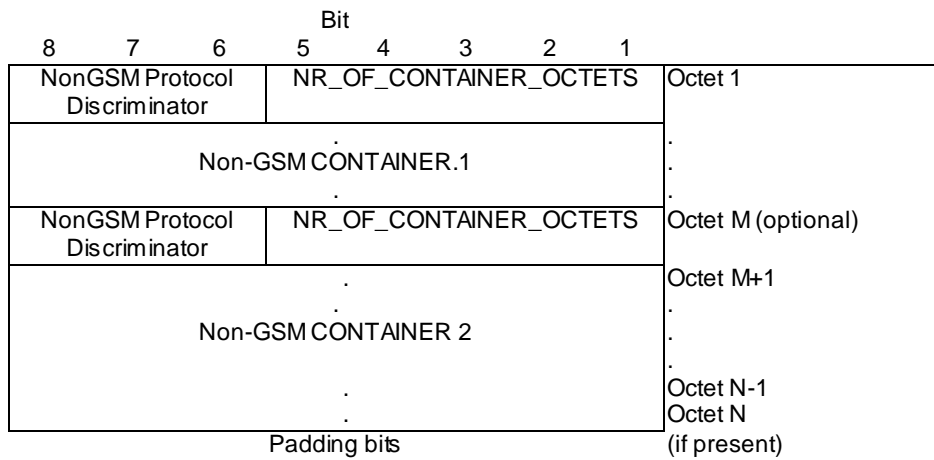 Bit
8 7 6 5 4 3 2 1
NonGSM Protocol NR_OF_CONTAINER_OCTETS Octet 1
Discriminator
. .
Non-GSM CONTAINER.1 .
. .
NonGSM Protocol NR_OF_CONTAINER_OCTETS Octet M (optional)
Discriminator
. Octet M+1
. .
Non-GSM CONTAINER 2 .
.
. Octet N-1
. Octet N
Padding bits (if present)